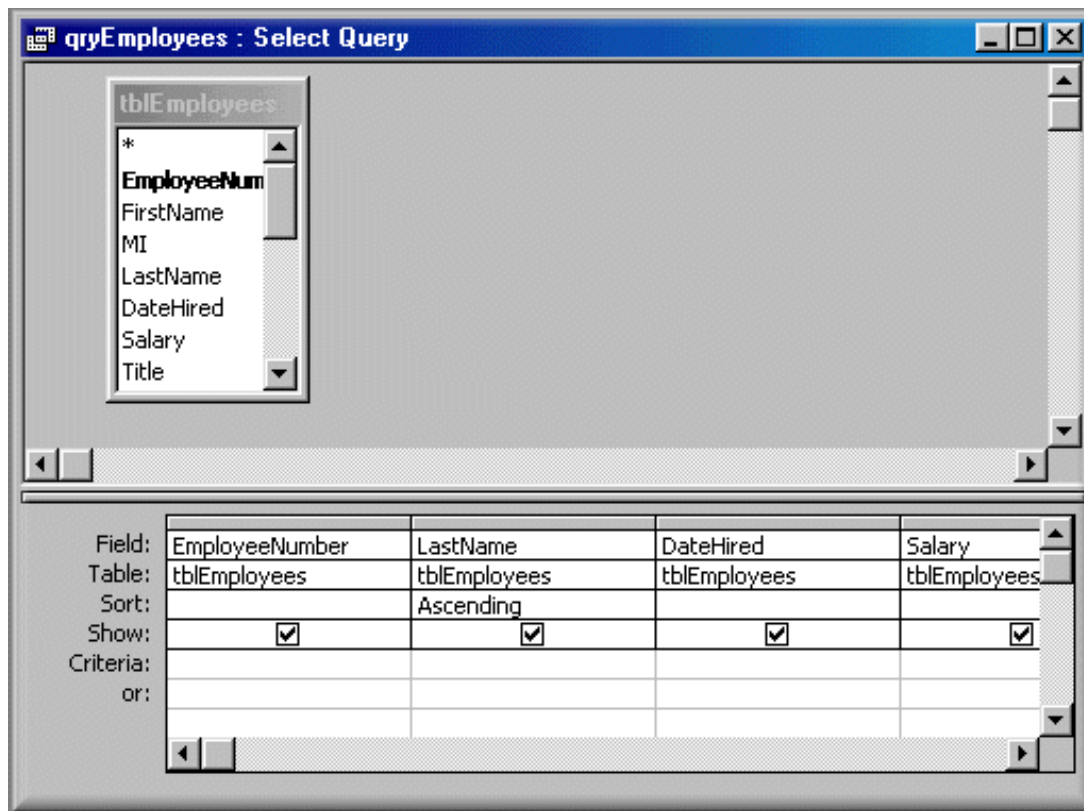 qryEmployees : Select Query
tblEmployees
*
EmployeeNum
FirstName
MI
LastName
DateHired
Salary
Title
Field: EmployeeNumber LastName DateHired Salary
Table: tblEmployees tblEmployees tblEmployees tblEmployees
Sort: Ascending
Show:
Criteria:
or: